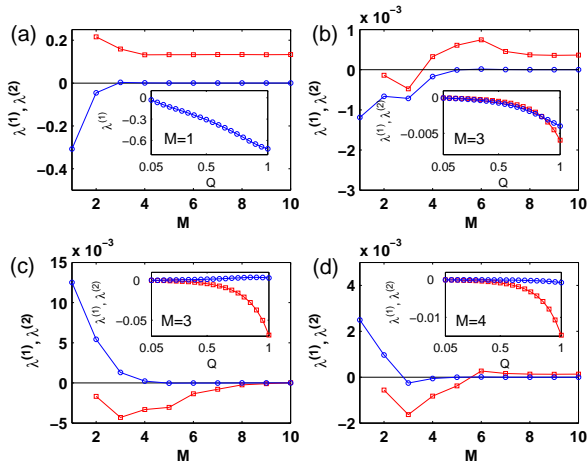 (a)
0.2
0
−0.2
−0.4
λ(1), λ(2)
2 4 6 8 10
M
λ(1)
0
−0.3
−0.6
M=1
0.05 0.5 1
Q
(b)
x 10−3
1
0
−1
−2
−3
λ(1), λ(2)
2 4 6 8 10
M
λ(1), λ(2)
0
−0.005
M=3
0.05 0.5 1
Q
(c)
x 10−3
15
10
5
0
−5
λ(1), λ(2)
2 4 6 8 10
M
λ(1), λ(2)
0
−0.05
M=3
0.05 0.5 1
Q
(d)
x 10−3
4
2
0
−2
λ(1), λ(2)
2 4 6 8 10
M
λ(1), λ(2)
0
−0.01
M=4
0.05 0.5 1
Q